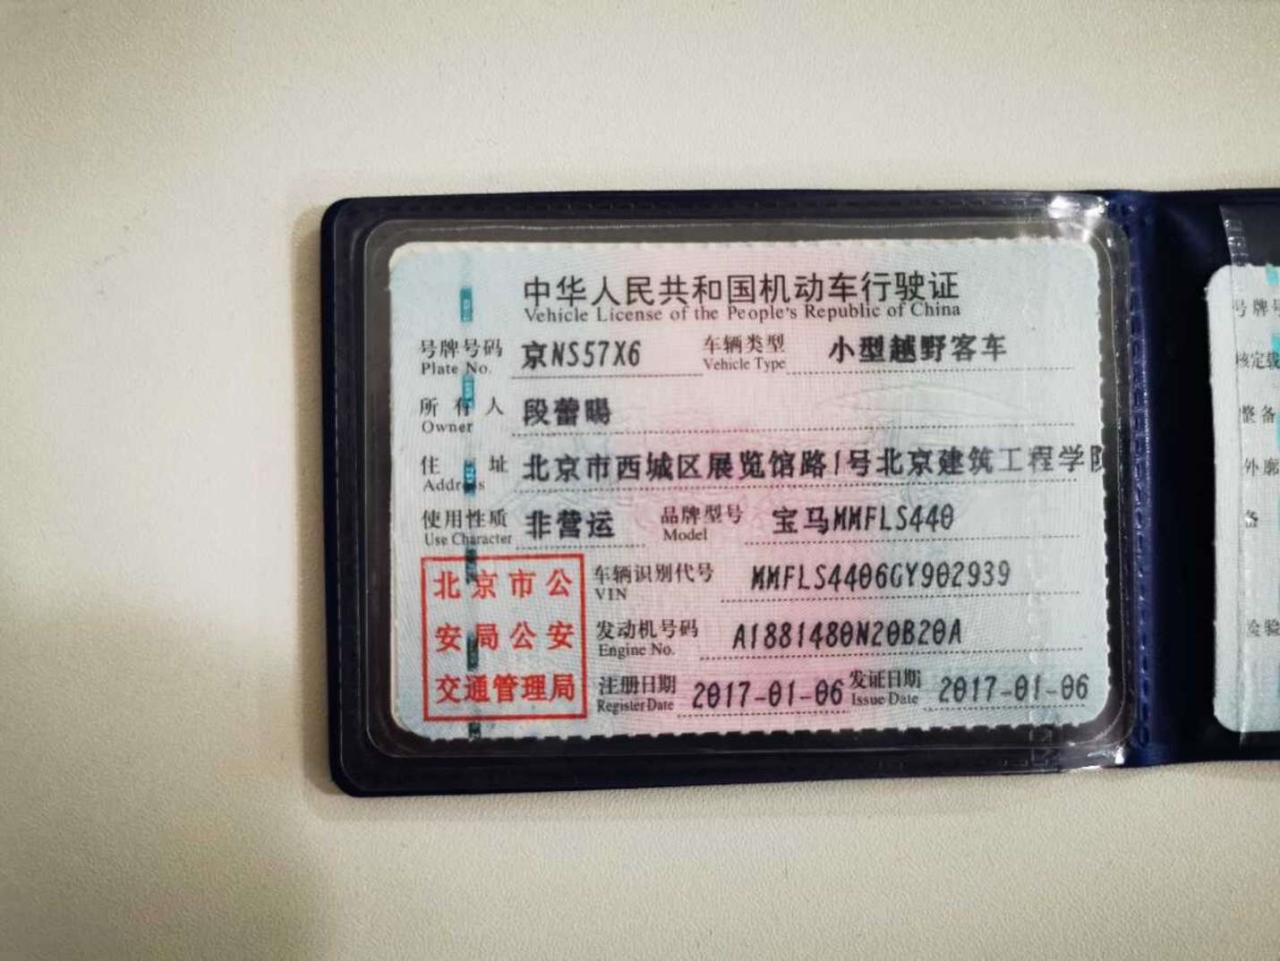 中华人民共和国机动车行驶证
Vehicle License of the People's Republic of China
号牌号码 京NS57X6 车辆类型 小型越野客车
Plate No. Vehicle Type
所有人 段蕾暘
Owner
住址 北京市西城区展览馆路1号北京建筑工程学院
Address
使用性质 非营运 品牌型号 宝马MMFLS440
Use Character Model
车辆识别代号 MMFLS4406GY902939
VIN
发动机号码 A1881480N20B20A
Engine No.
注册日期 2017-01-06 发证日期 2017-01-06
Register Date Issue Date
北京市公
安局公安
交通管理局
号牌号
核定载
整备
外廓
备
检验